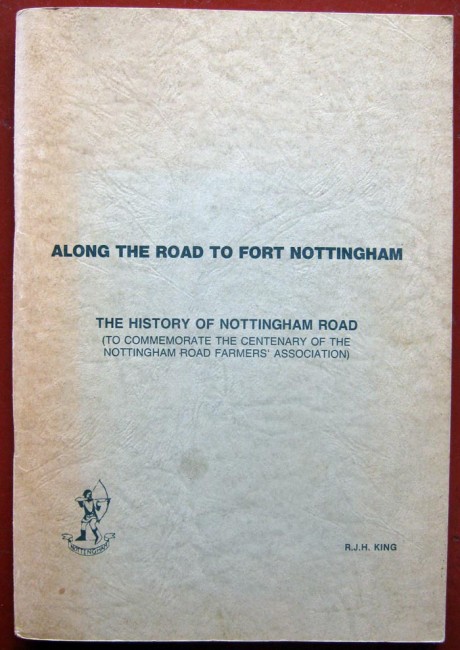 ALONG THE ROAD TO FORT NOTTINGHAM
THE HISTORY OF NOTTINGHAM ROAD
(TO COMMEMORATE THE CENTENARY OF THE
NOTTINGHAM ROAD FARMERS' ASSOCIATION)
NOTTINGHAM
R.J.H. KING